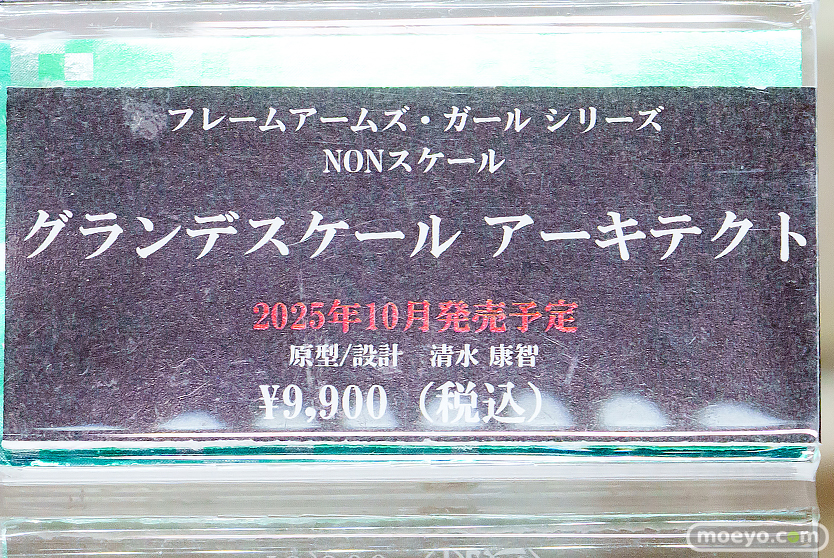 フレームアームズ・ガール シリーズ
NONスケール
グランデスケール アーキテクト
2025年10月発売予定
原型/設計　清水 康智
¥9,900（税込）
moeyo.com